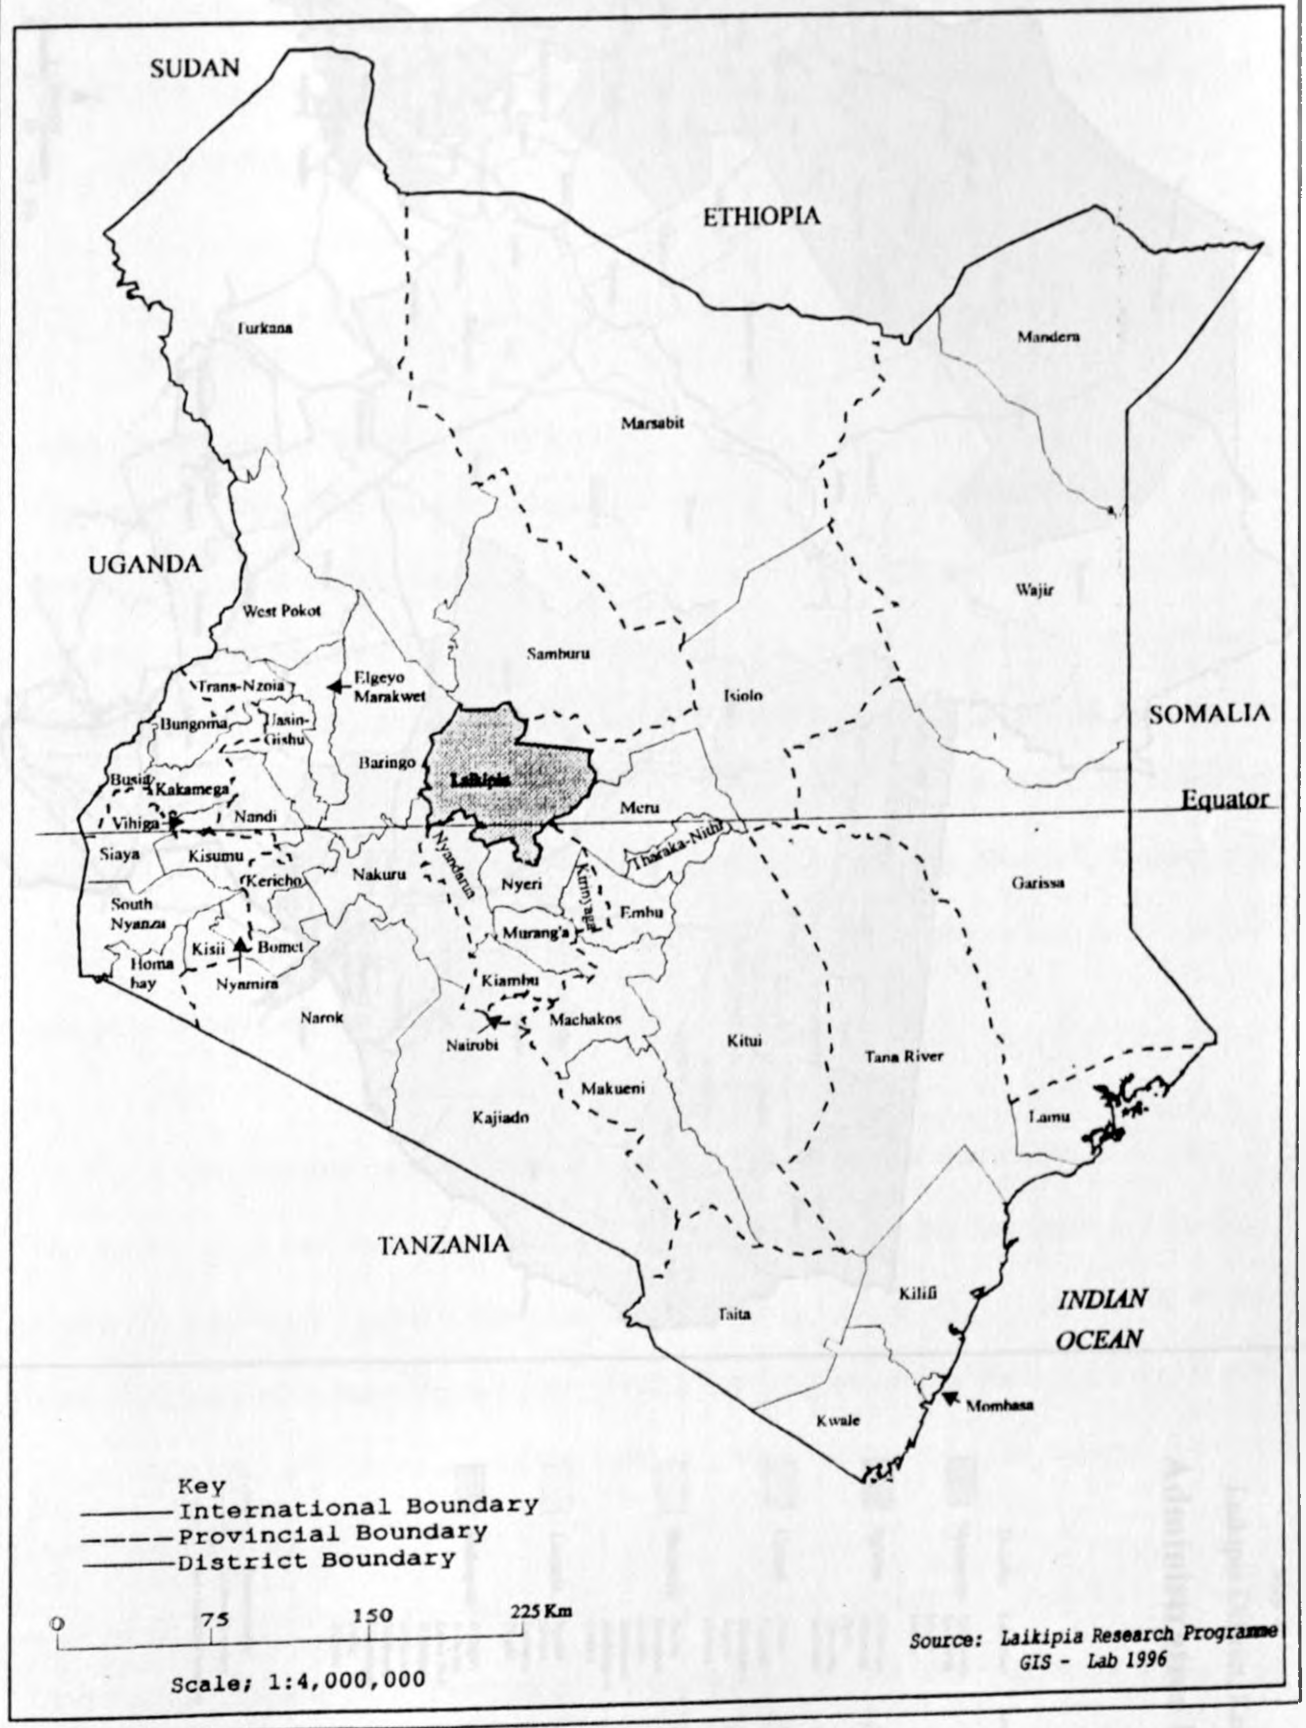 SUDAN
ETHIOPIA
Turkana
Mandera
Marsabit
UGANDA
Wajir
West Pokot
Samburu
Elgeyo
Marakwet
Trans-Nzoia
Isiolo
SOMALIA
Bungoma
Uasin-
Gishu
Baringo
Laikipia
Busia
Kakamega
Equator
Meru
Vihiga
Nandi
Siaya
Kisumu
Tharaka-Nithi
Nyandarua
Kericho
Nakuru
Nyeri
Kirinyaga
Garissa
South
Nyanza
Embu
Murang'a
Kisii
Bomet
Homa
bay
Nyamira
Kiambu
Narok
Machakos
Nairobi
Kitui
Tana River
Makueni
Kajiado
Lamu
TANZANIA
Kilifi
INDIAN
OCEAN
Taita
Mombasa
Kwale
Key
International Boundary
Provincial Boundary
District Boundary
0 75 150 225 Km
Scale; 1:4,000,000
Source: Laikipia Research Programme
GIS - Lab 1996